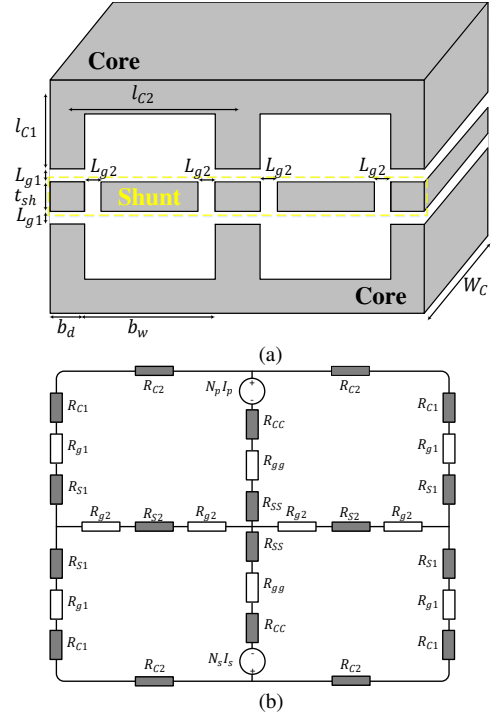 Core
l_{C2}
l_{C1}
L_{g1}
L_{g2} L_{g2} L_{g2} L_{g2}
t_{sh}
Shunt
L_{g1}
Core
W_C
b_d b_w
(a)
R_{C2} N_pI_p R_{C2}
R_{C1} R_{CC} R_{C1}
R_{g1} R_{gg} R_{g1}
R_{S1} R_{SS} R_{S1}
R_{g2} R_{S2} R_{g2} R_{g2} R_{S2} R_{g2}
R_{S1} R_{SS} R_{S1}
R_{g1} R_{gg} R_{g1}
R_{C1} R_{CC} R_{C1}
R_{C2} N_sI_s R_{C2}
(b)